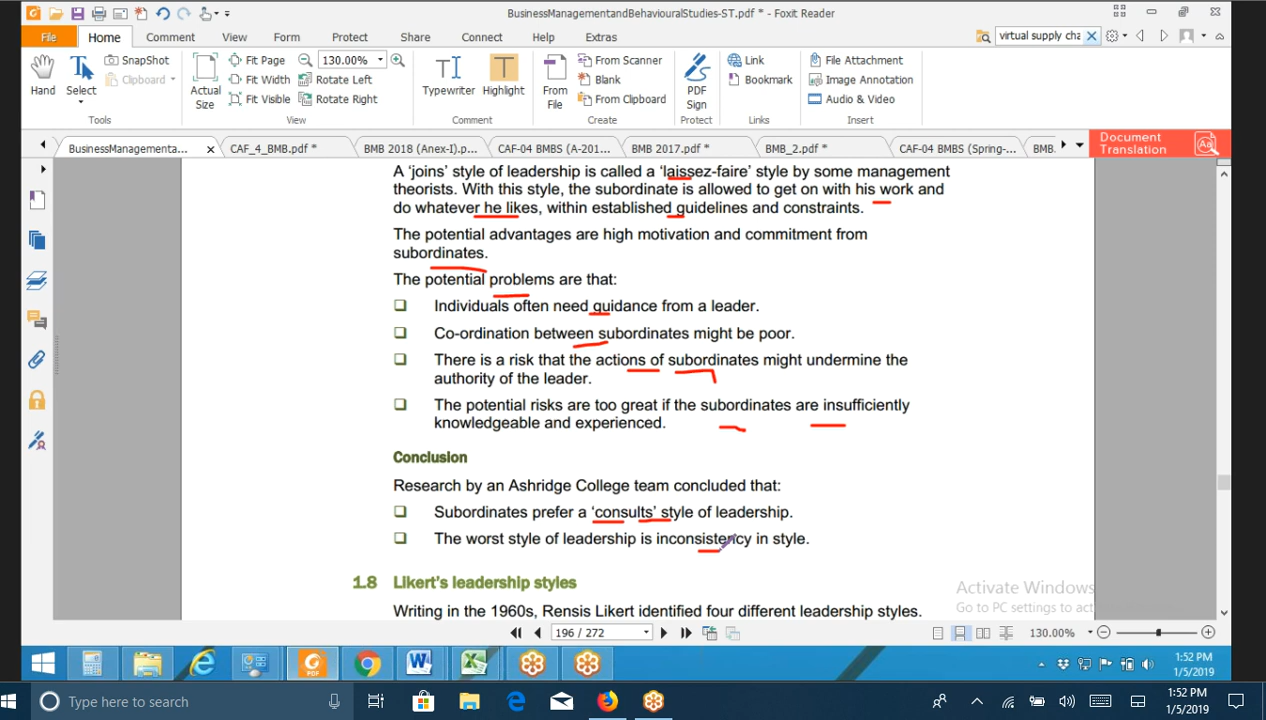 BusinessManagementandBehaviouralStudies-ST.pdf * - Foxit Reader
File Home Comment View Form Protect Share Connect Help Extras
virtual supply cha
Hand
Select
SnapShot
Clipboard
Tools
Actual Size
Fit Page
Fit Width
Fit Visible
130.00%
Rotate Left
Rotate Right
View
Typewriter
Highlight
Comment
From File
From Scanner
Blank
From Clipboard
Create
PDF Sign
Protect
Link
Bookmark
Links
File Attachment
Image Annotation
Audio & Video
Insert
BusinessManagementa... CAF_4_BMB.pdf * BMB 2018 (Anex-I).p... CAF-04 BMBS (A-201... BMB 2017.pdf * BMB_2.pdf * CAF-04 BMBS (Spring-... BMB.
Document Translation
A ‘joins’ style of leadership is called a ‘laissez-faire’ style by some management
theorists. With this style, the subordinate is allowed to get on with his work and
do whatever he likes, within established guidelines and constraints.
The potential advantages are high motivation and commitment from
subordinates.
The potential problems are that:
Individuals often need guidance from a leader.
Co-ordination between subordinates might be poor.
There is a risk that the actions of subordinates might undermine the
authority of the leader.
The potential risks are too great if the subordinates are insufficiently
knowledgeable and experienced.
Conclusion
Research by an Ashridge College team concluded that:
Subordinates prefer a ‘consults’ style of leadership.
The worst style of leadership is inconsistency in style.
1.8 Likert’s leadership styles
Writing in the 1960s, Rensis Likert identified four different leadership styles.
Activate Windows
Go to PC settings to act
196 / 272
130.00%
1:52 PM
1/5/2019
Type here to search
1:52 PM
1/5/2019